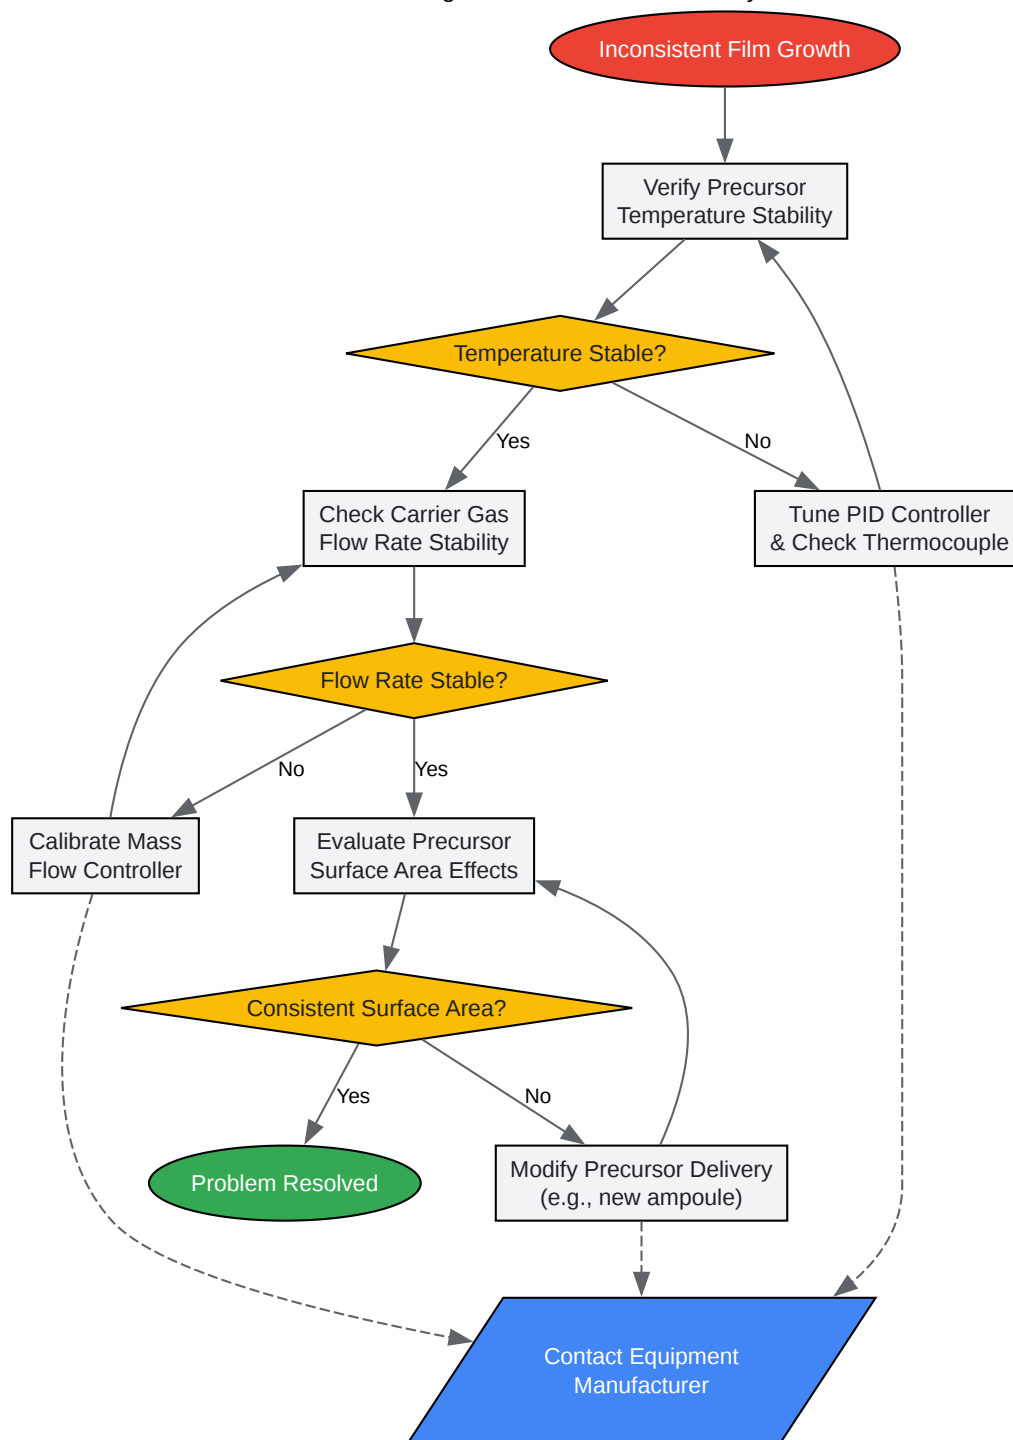 Inconsistent Film Growth
Verify Precursor
Temperature Stability
Temperature Stable?
Yes
No
Check Carrier Gas
Flow Rate Stability
Tune PID Controller
& Check Thermocouple
Flow Rate Stable?
No
Yes
Calibrate Mass
Flow Controller
Evaluate Precursor
Surface Area Effects
Consistent Surface Area?
Yes
No
Problem Resolved
Modify Precursor Delivery
(e.g., new ampoule)
Contact Equipment
Manufacturer